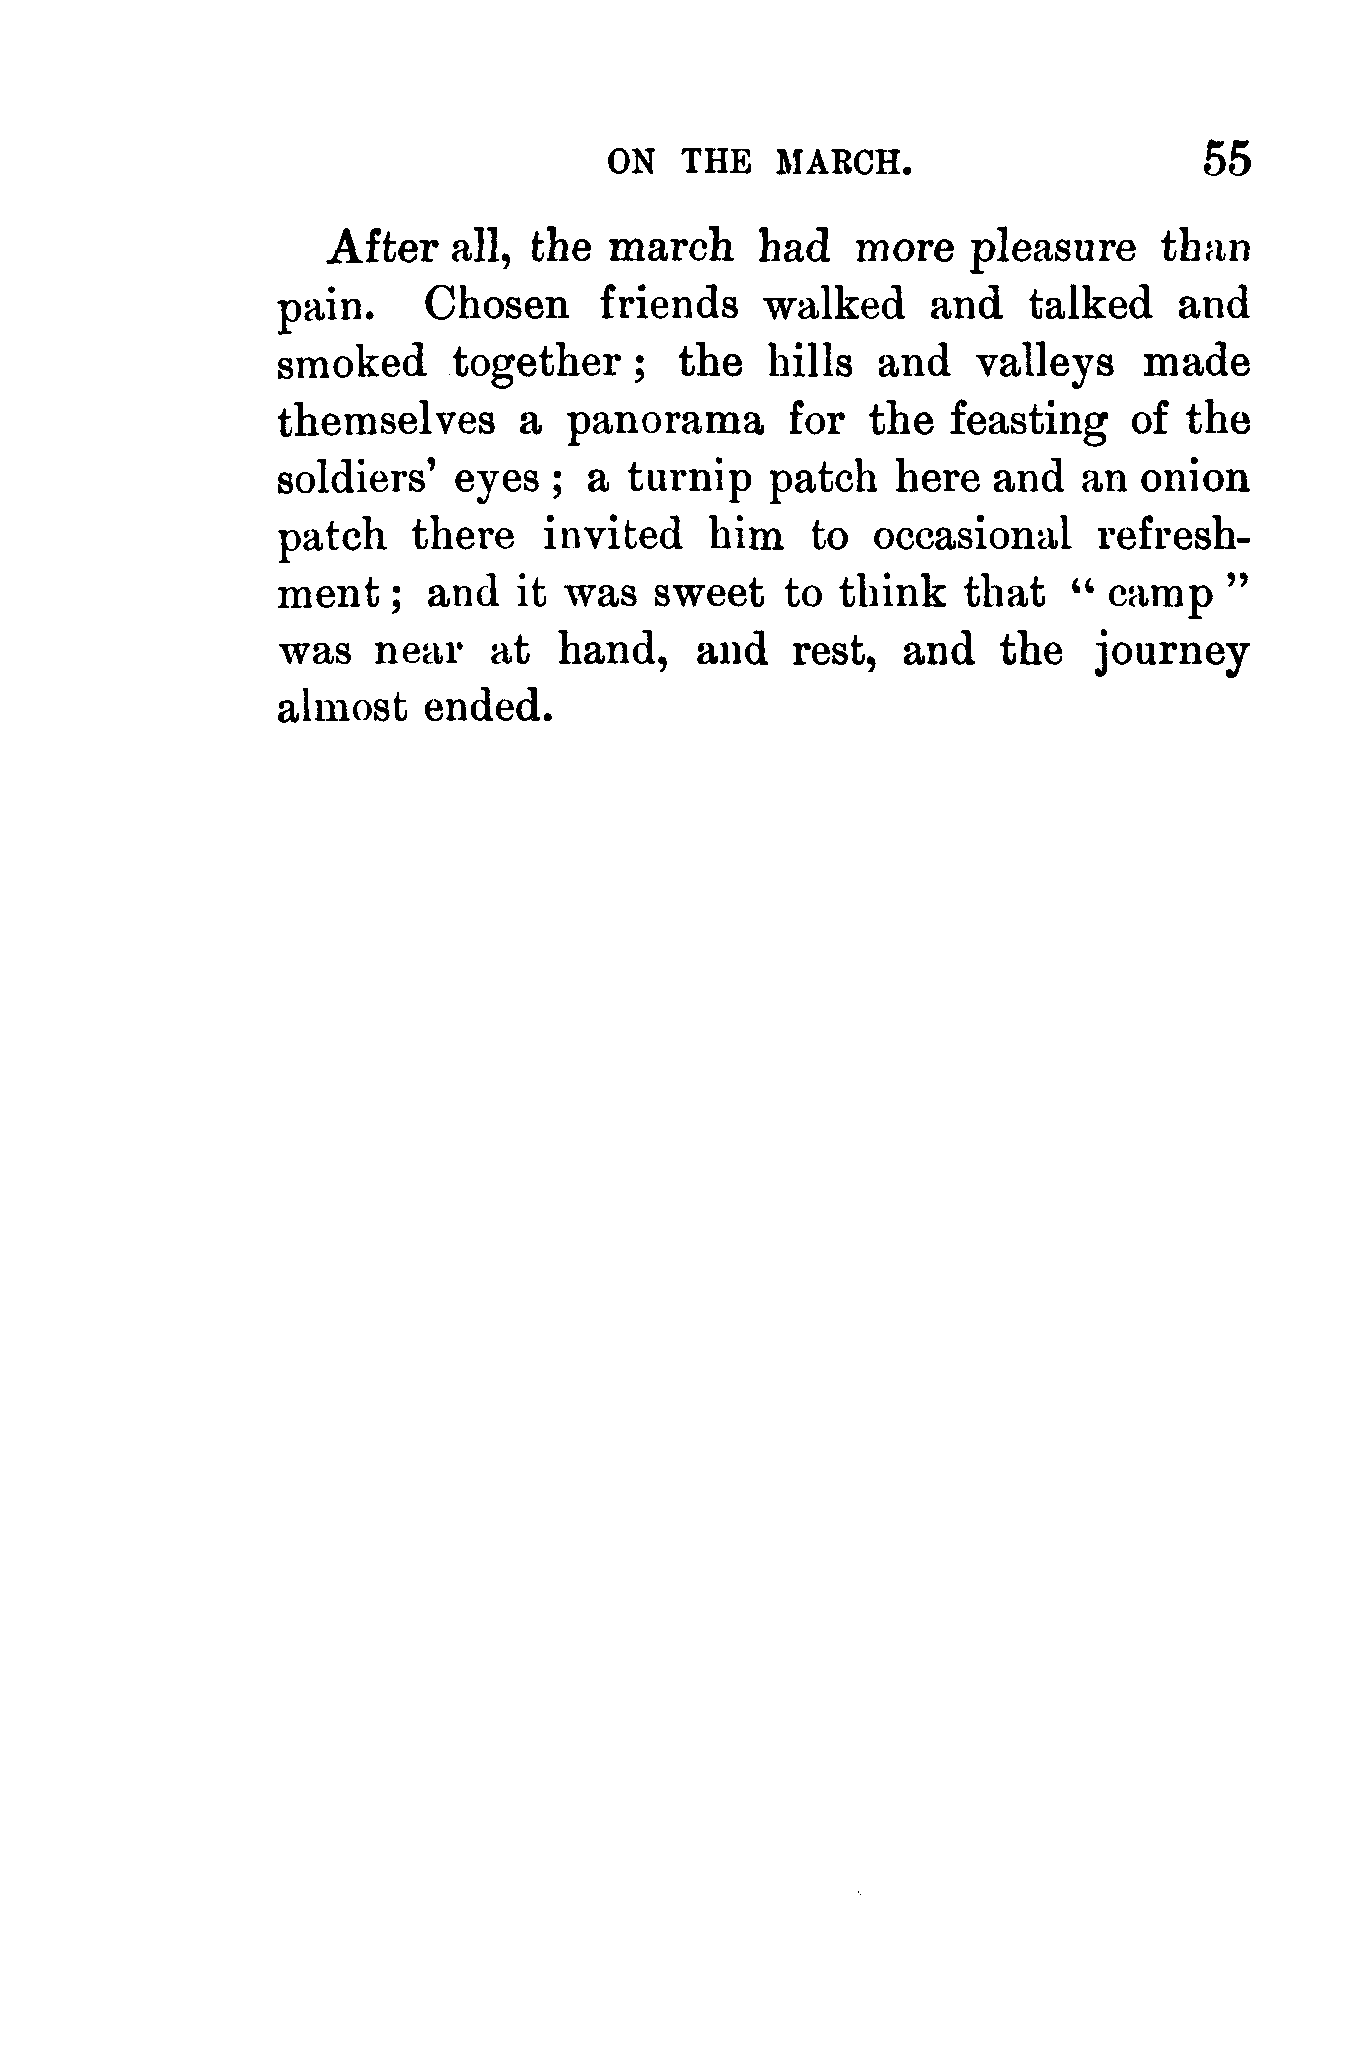 ON THE MARCH. 55
After all, the march had more pleasure than
pain. Chosen friends walked and talked and
smoked together ; the hills and valleys made
themselves a panorama for the feasting of the
soldiers' eyes ; a turnip patch here and an onion
patch there invited him to occasional refresh-
ment ; and it was sweet to think that “ camp ”
was near at hand, and rest, and the journey
almost ended.